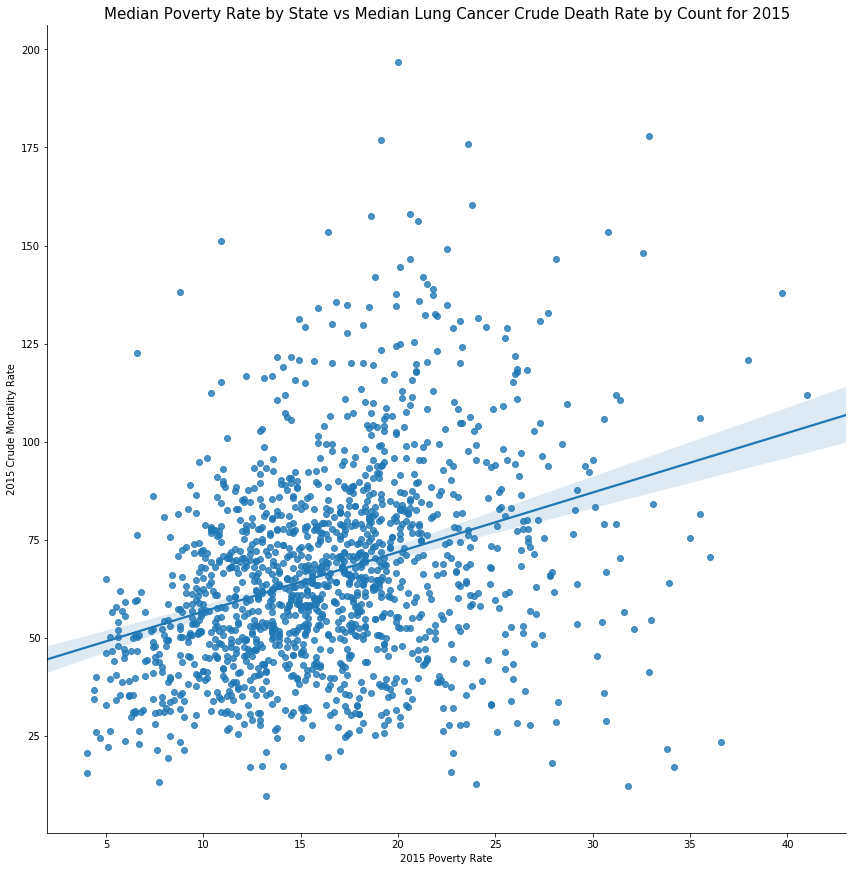 Median Poverty Rate by State vs Median Lung Cancer Crude Death Rate by Count for 2015
200
175
150
125
100
75
50
25
2015 Crude Mortality Rate
5 10 15 20 25 30 35 40
2015 Poverty Rate